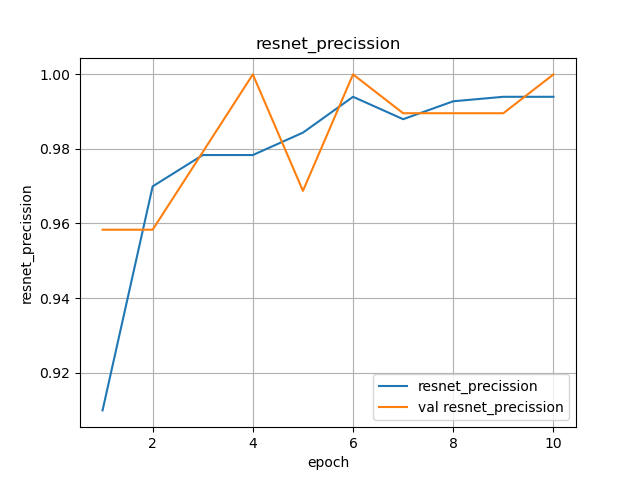 resnet_precission
1.00
0.98
0.96
0.94
0.92
resnet_precission
resnet_precission
val resnet_precission
2 4 6 8 10
epoch